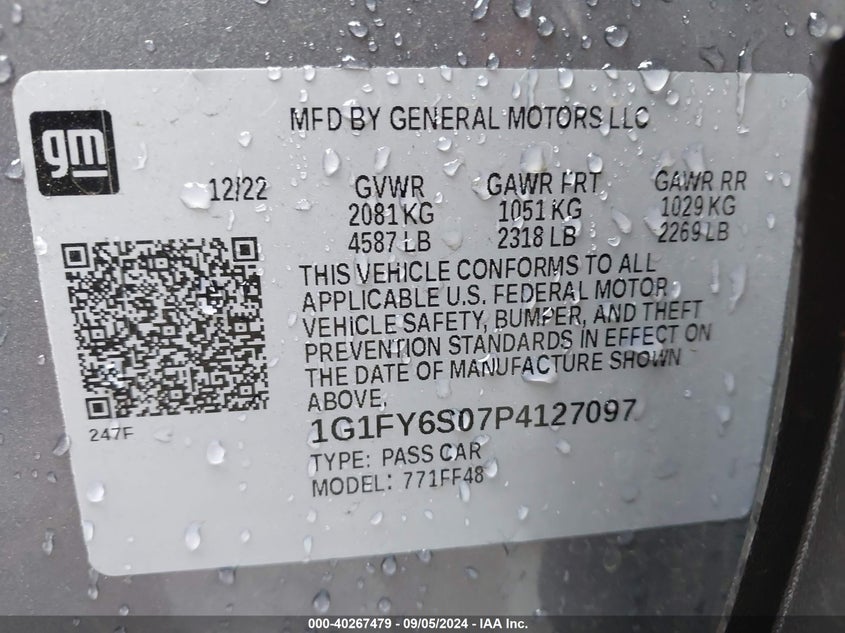 gm
MFD BY GENERAL MOTORS LLC
12/22 GVWR GAWR FRT GAWR RR
2081 KG 1051 KG 1029 KG
4587 LB 2318 LB 2269 LB
THIS VEHICLE CONFORMS TO ALL
APPLICABLE U.S. FEDERAL MOTOR
VEHICLE SAFETY, BUMPER, AND THEFT
PREVENTION STANDARDS IN EFFECT ON
THE DATE OF MANUFACTURE SHOWN
ABOVE.
247F
1G1FY6S07P4127097
TYPE: PASS CAR
MODEL: 771FF48
000-40267479 - 09/05/2024 - IAA Inc.